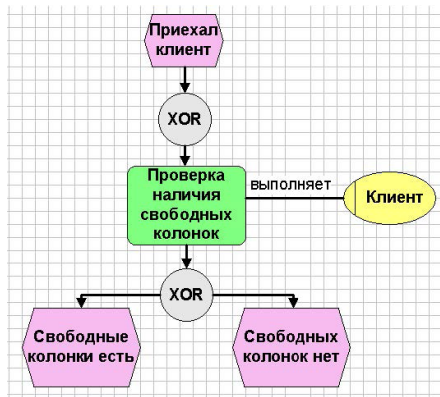 Приехал
клиент
XOR
Проверка
наличия
свободных
колонок
выполняет
Клиент
XOR
Свободные
колонки есть
Свободных
колонок нет